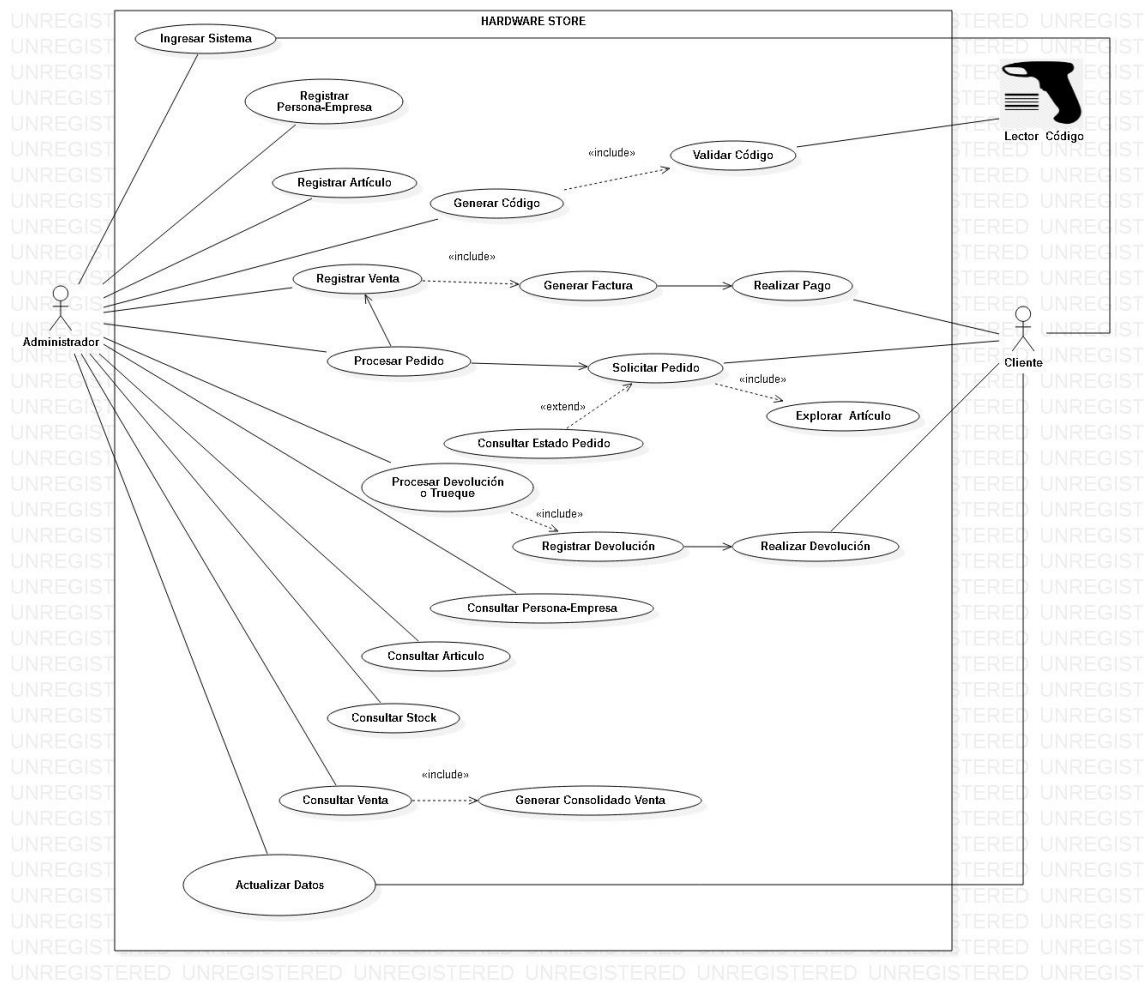 HARDWARE STORE
Ingresar Sistema
Registrar
Persona-Empresa
Lector Código
«include»
Validar Código
Registrar Artículo
Generar Código
«include»
Registrar Venta
Generar Factura
Realizar Pago
Administrador
Procesar Pedido
Solicitar Pedido
Cliente
«include»
«extend»
Explorar Artículo
Consultar Estado Pedido
Procesar Devolución
o Trueque
«include»
Registrar Devolución
Realizar Devolución
Consultar Persona-Empresa
Consultar Articulo
Consultar Stock
«include»
Consultar Venta
Generar Consolidado Venta
Actualizar Datos
UNREGISTERED UNREGISTERED UNREGISTERED UNREGISTERED UNREGISTERED UNREGISTERED UNREGIST